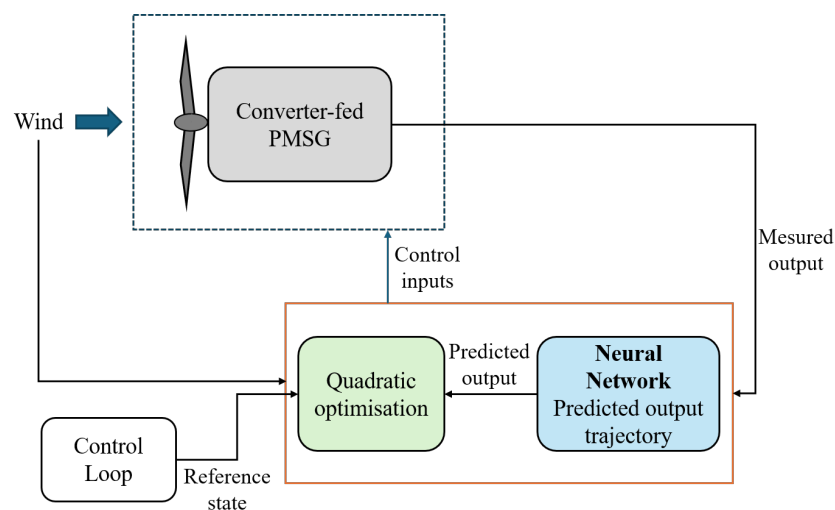 Converter-fed
PMSG
Wind
Mesured
output
Control
inputs
Predicted
output
Neural
Network
Predicted output
trajectory
Quadratic
optimisation
Control
Loop
Reference
state